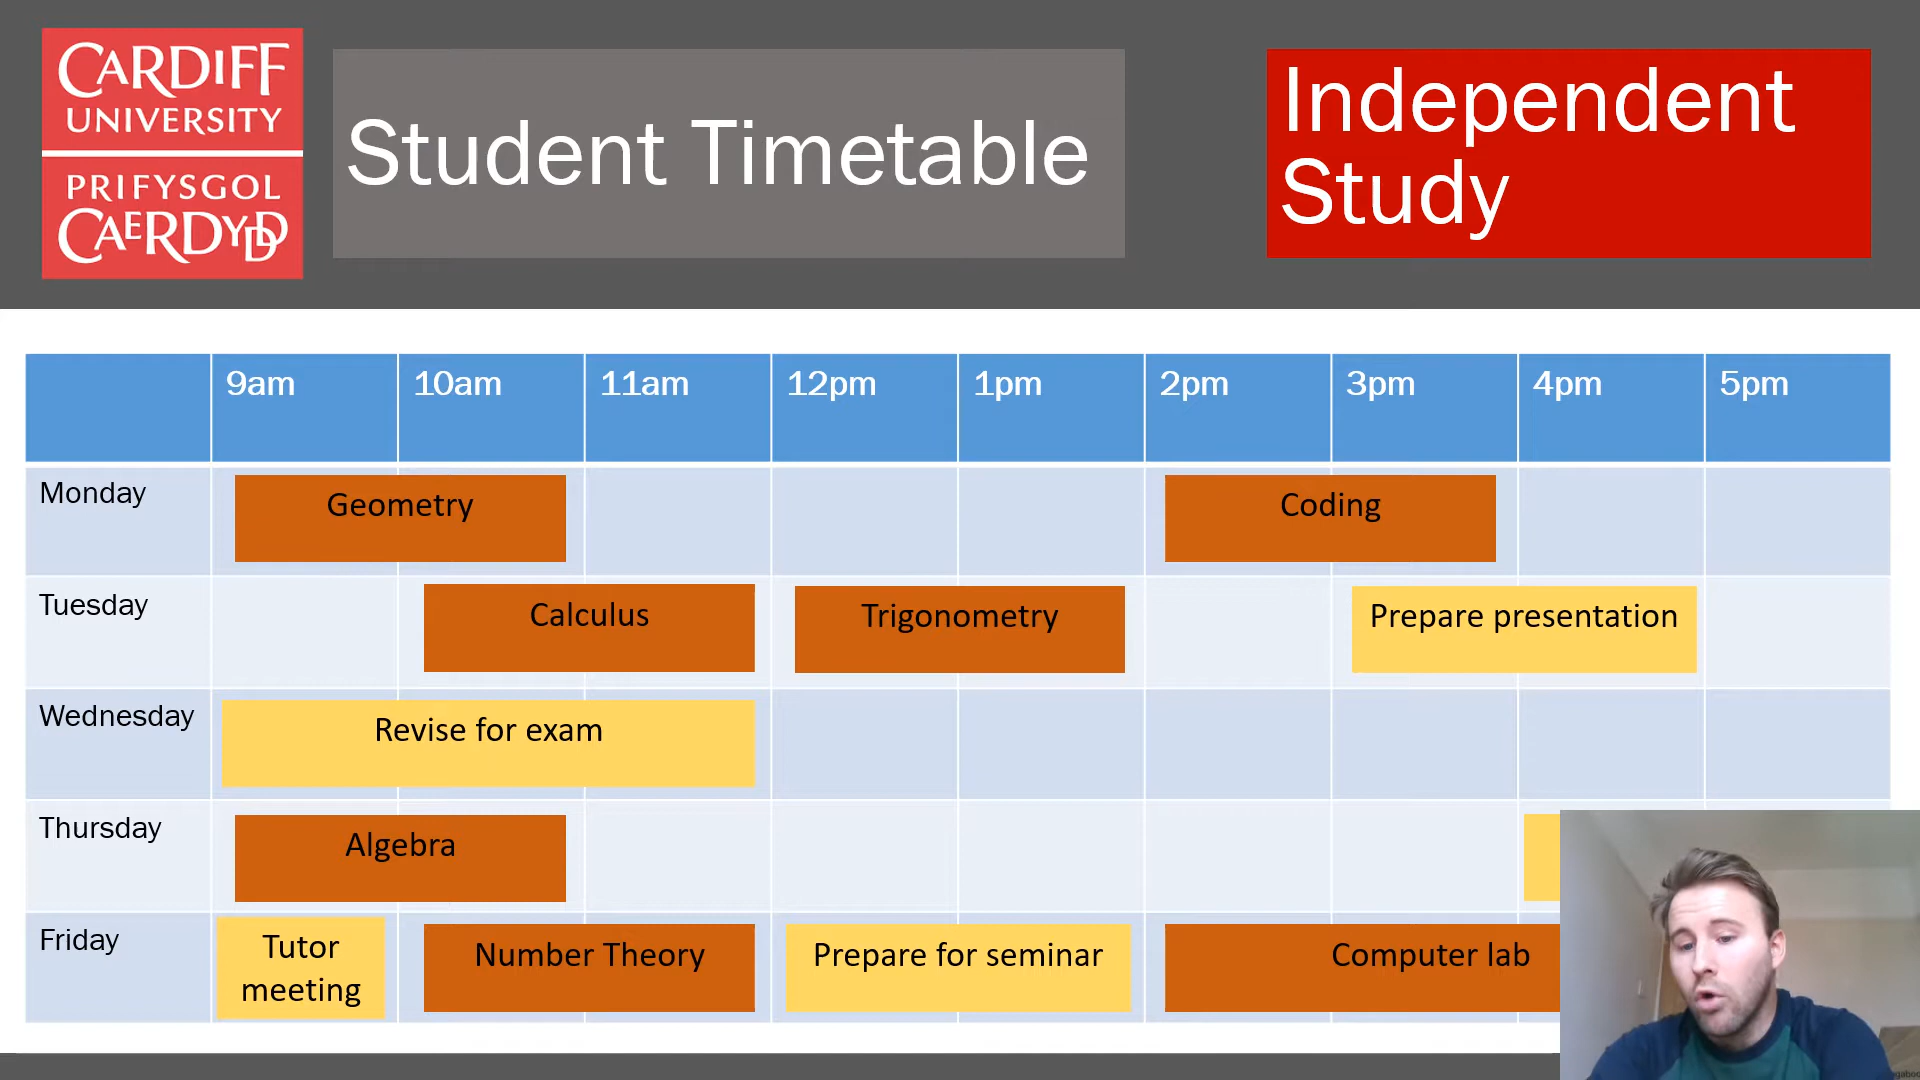 CARDIFF
UNIVERSITY
PRIFYSGOL
CAERDYDD
Student Timetable
Independent
Study
9am 10am 11am 12pm 1pm 2pm 3pm 4pm 5pm
Monday Geometry Coding
Tuesday Calculus Trigonometry Prepare presentation
Wednesday Revise for exam
Thursday Algebra
Friday Tutor
meeting Number Theory Prepare for seminar Computer lab